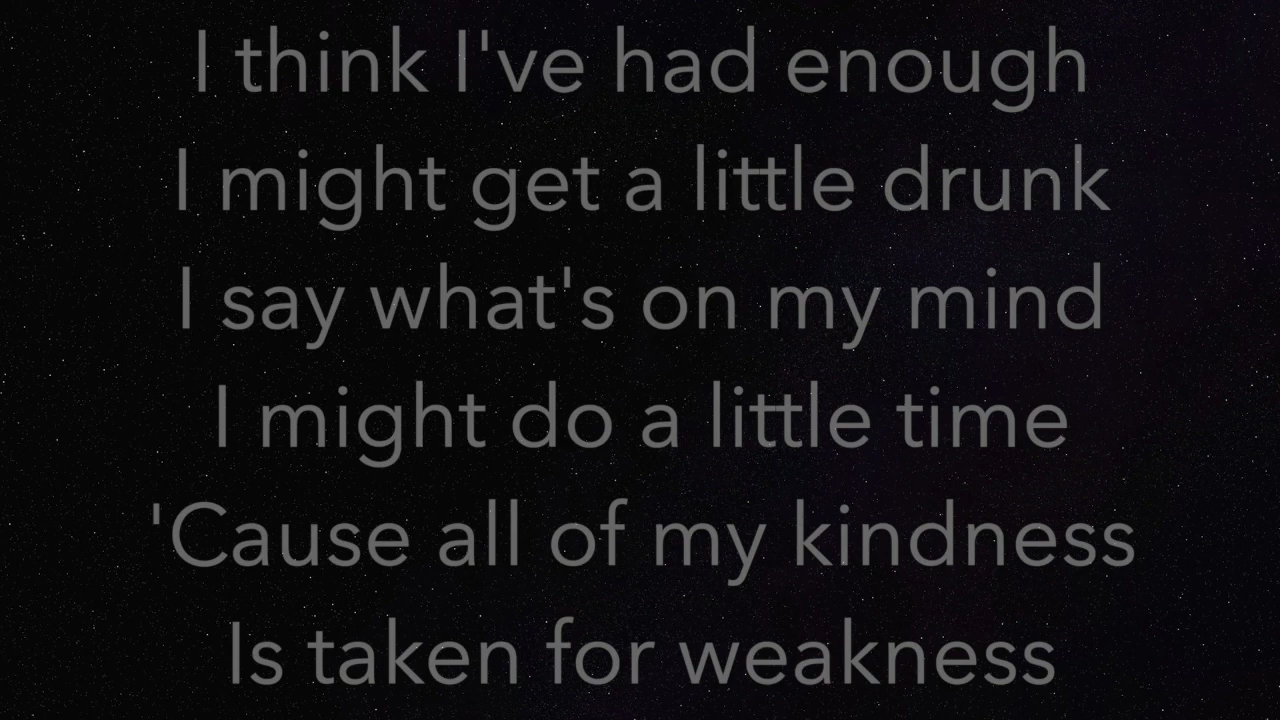 I think I've had enough
I might get a little drunk
I say what's on my mind
I might do a little time
'Cause all of my kindness
Is taken for weakness